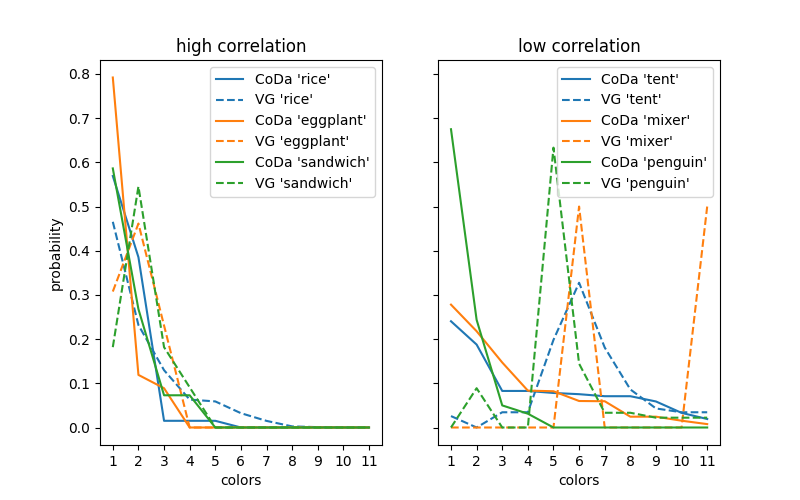 high correlation
CoDa 'rice'
VG 'rice'
CoDa 'eggplant'
VG 'eggplant'
CoDa 'sandwich'
VG 'sandwich'
probability
0.8
0.7
0.6
0.5
0.4
0.3
0.2
0.1
0.0
1 2 3 4 5 6 7 8 9 10 11
colors
low correlation
CoDa 'tent'
VG 'tent'
CoDa 'mixer'
VG 'mixer'
CoDa 'penguin'
VG 'penguin'
1 2 3 4 5 6 7 8 9 10 11
colors